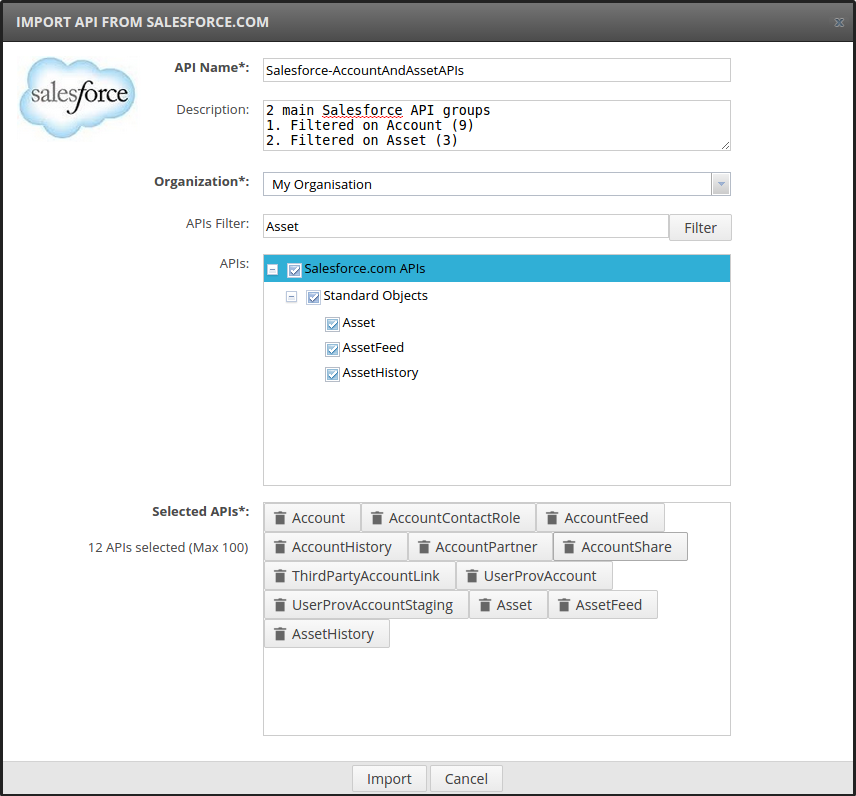 IMPORT API FROM SALESFORCE.COM
salesforce
API Name*: Salesforce-AccountAndAssetAPIs
Description: 2 main Salesforce API groups
1. Filtered on Account (9)
2. Filtered on Asset (3)
Organization*: My Organisation
APIs Filter: Asset Filter
APIs: Salesforce.com APIs
Standard Objects
Asset
AssetFeed
AssetHistory
Selected APIs*: Account AccountContactRole AccountFeed
12 APIs selected (Max 100) AccountHistory AccountPartner AccountShare
ThirdPartyAccountLink UserProvAccount
UserProvAccountStaging Asset AssetFeed
AssetHistory
Import Cancel